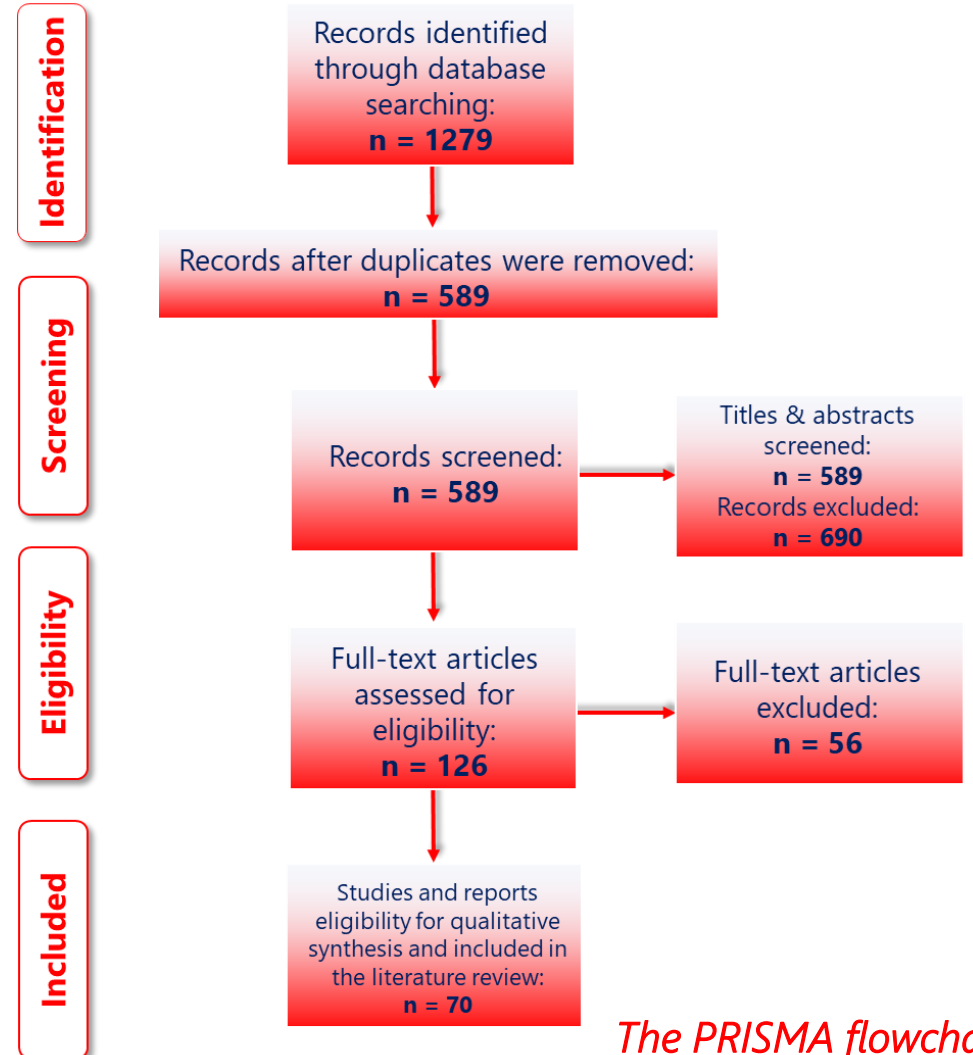 Identification
Records identified
through database
searching:
n = 1279
Records after duplicates were removed:
n = 589
Screening
Records screened:
n = 589
Titles & abstracts
screened:
n = 589
Records excluded:
n = 690
Eligibility
Full-text articles
assessed for
eligibility:
n = 126
Full-text articles
excluded:
n = 56
Included
Studies and reports
eligibility for qualitative
synthesis and included in
the literature review:
n = 70
The PRISMA flowcha